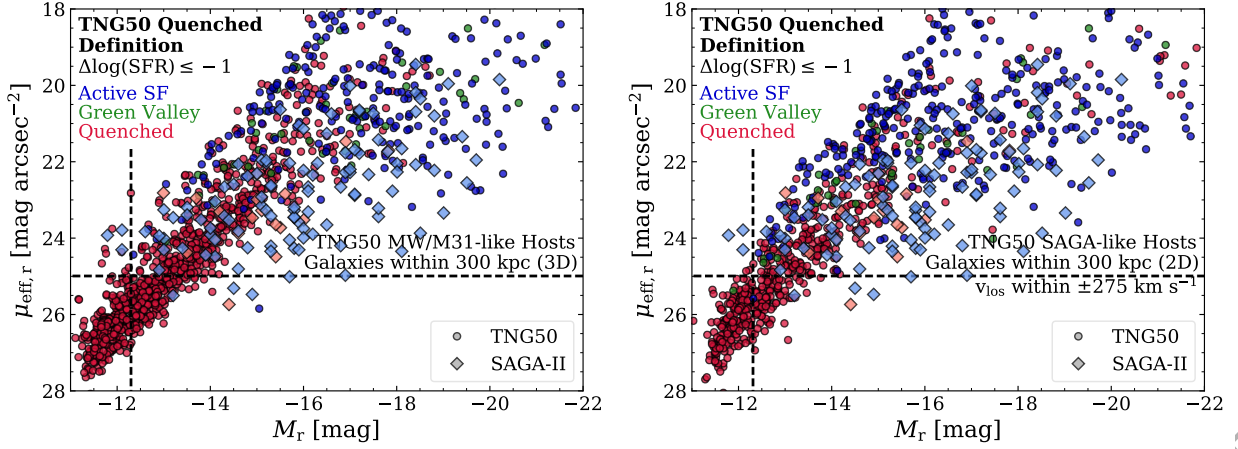 TNG50 Quenched
Definition
Δlog(SFR) ≤ −1
Active SF
Green Valley
Quenched
TNG50 MW/M31-like Hosts
Galaxies within 300 kpc (3D)
TNG50
SAGA-II
18
20
22
24
26
28
−12
−14
−16
−18
−20
−22
μeff, r [mag arcsec−2]
Mr [mag]
TNG50 Quenched
Definition
Δlog(SFR) ≤ −1
Active SF
Green Valley
Quenched
TNG50 SAGA-like Hosts
Galaxies within 300 kpc (2D)
vlos within ±275 km s−1
TNG50
SAGA-II
18
20
22
24
26
28
−12
−14
−16
−18
−20
−22
μeff, r [mag arcsec−2]
Mr [mag]